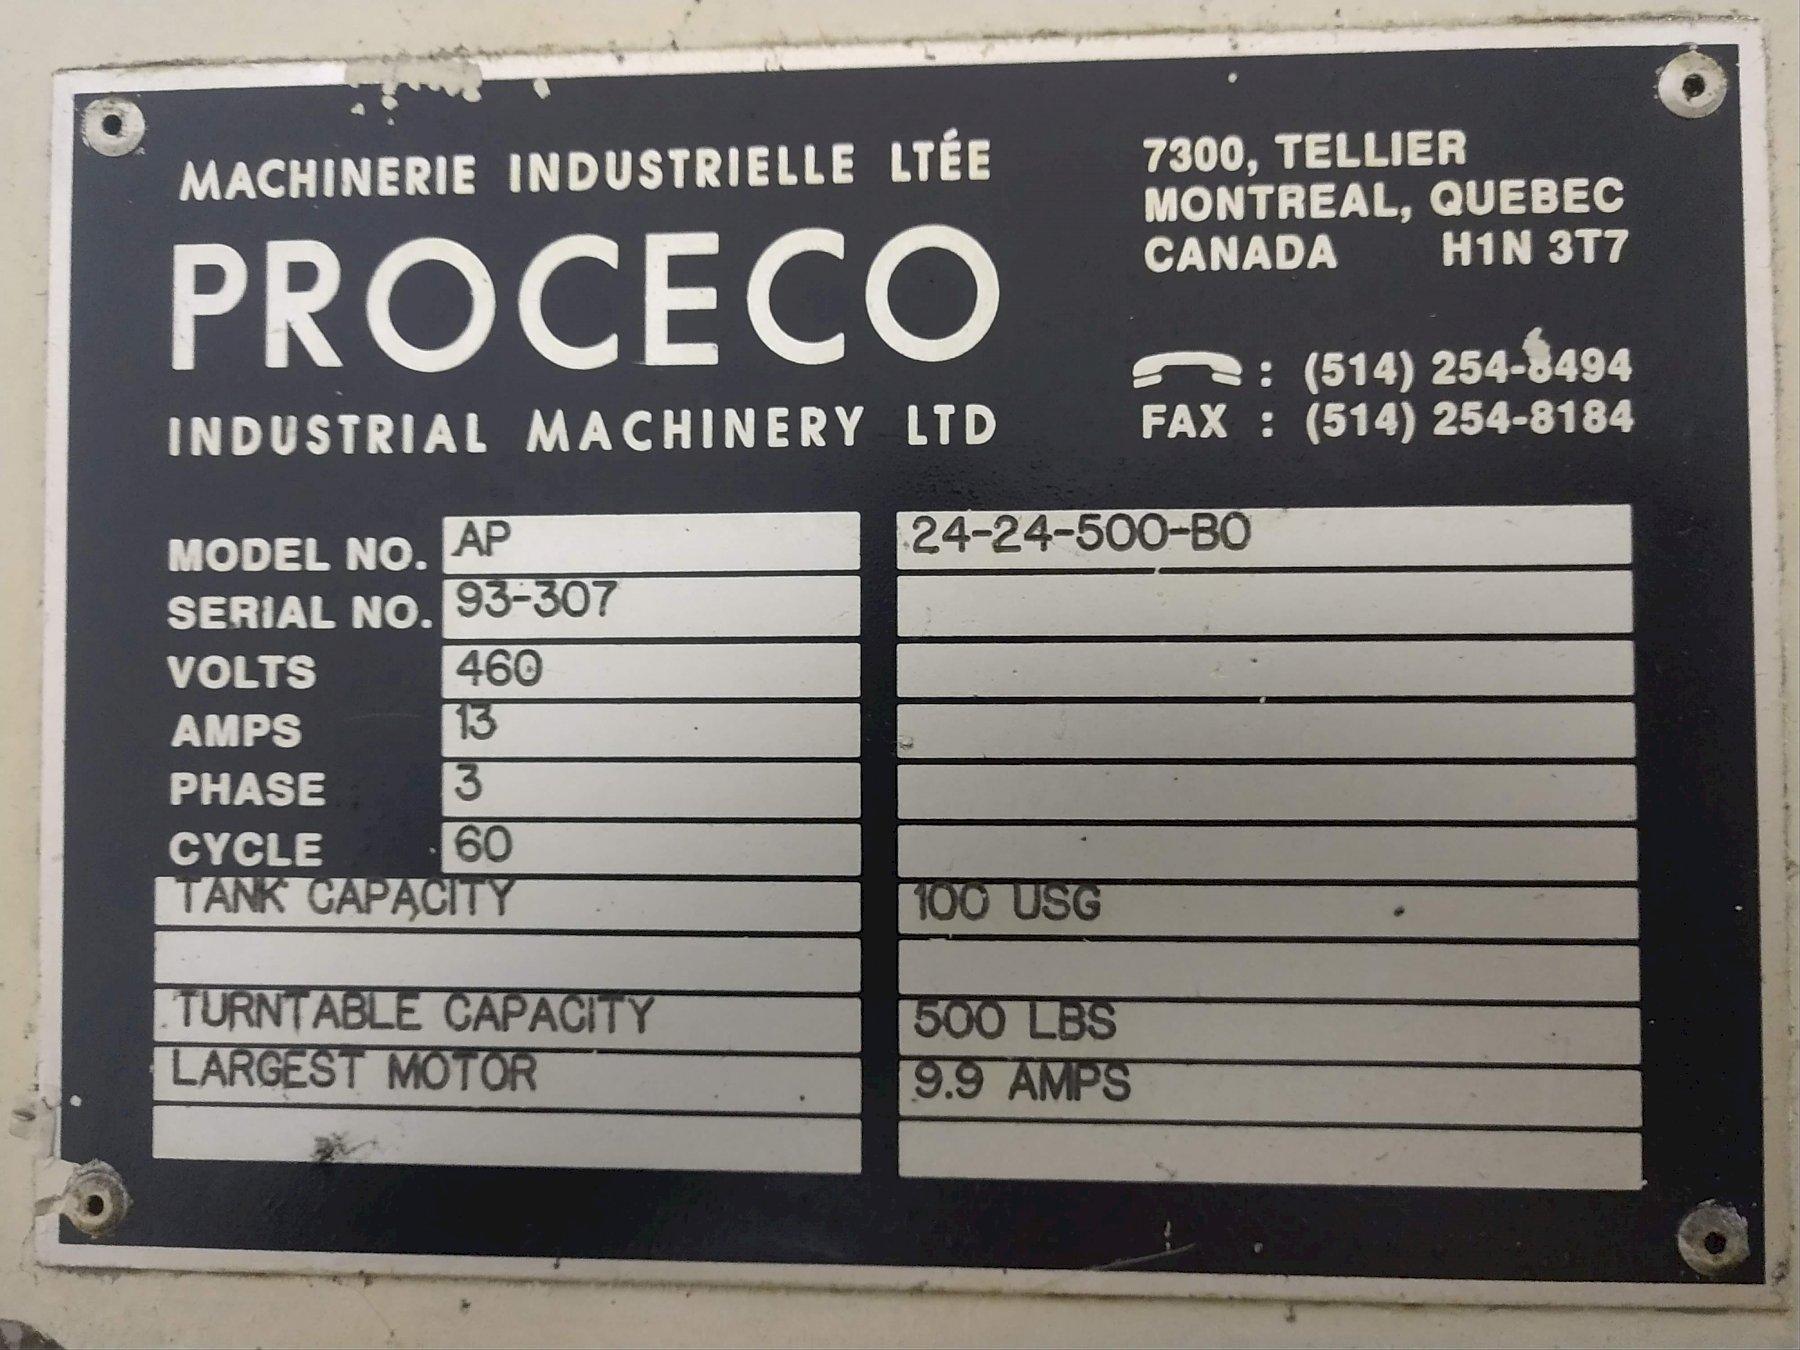 MACHINERIE INDUSTRIELLE LTÉE
PROCECO
INDUSTRIAL MACHINERY LTD
7300, TELLIER
MONTREAL, QUEBEC
CANADA H1N 3T7
: (514) 254-8494
FAX : (514) 254-8184
MODEL NO. AP 24-24-500-BO
SERIAL NO. 93-307
VOLTS 460
AMPS 13
PHASE 3
CYCLE 60
TANK CAPACITY 100 USG
TURNTABLE CAPACITY 500 LBS
LARGEST MOTOR 9.9 AMPS